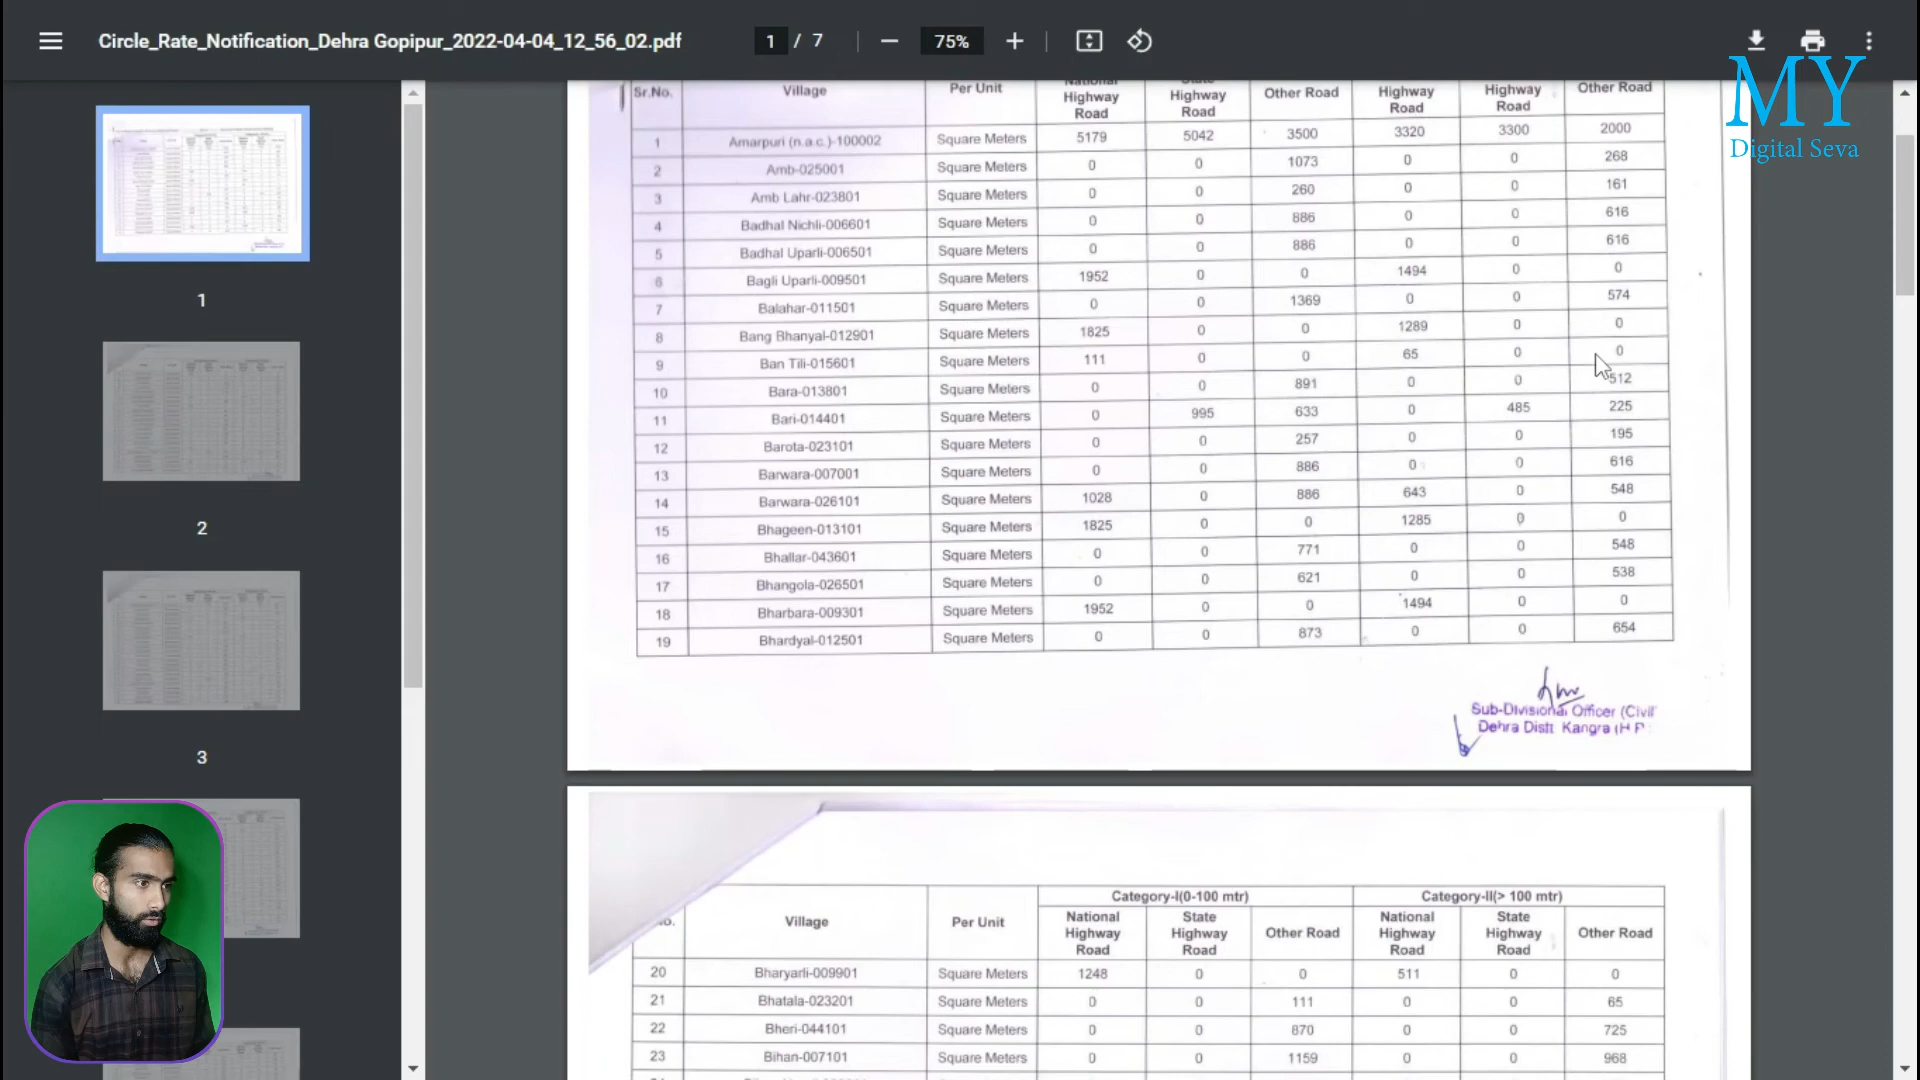 Circle_Rate_Notification_Dehra Gopipur_2022-04-04_12_56_02.pdf
1 / 7
75%
MY
Digital Seva
1
2
3
Sr.No. Village Per Unit National Highway Road State Highway Road Other Road Highway Road Highway Road Other Road
1 Amarpuri (n.a.c.)-100002 Square Meters 5179 5042 3500 3320 3300 2000
2 Amb-025001 Square Meters 0 0 1073 0 0 268
3 Amb Lahr-023801 Square Meters 0 0 260 0 0 161
4 Badhal Nichli-006601 Square Meters 0 0 886 0 0 616
5 Badhal Uparli-006501 Square Meters 0 0 886 0 0 616
6 Bagli Uparli-009501 Square Meters 1952 0 0 1494 0 0
7 Balahar-011501 Square Meters 0 0 1369 0 0 574
8 Bang Bhanyal-012901 Square Meters 1825 0 0 1289 0 0
9 Ban Tili-015601 Square Meters 111 0 0 65 0 0
10 Bara-013801 Square Meters 0 0 891 0 0 512
11 Bari-014401 Square Meters 0 995 633 0 485 225
12 Barota-023101 Square Meters 0 0 257 0 0 195
13 Barwara-007001 Square Meters 0 0 886 0 0 616
14 Barwara-026101 Square Meters 1028 0 886 643 0 548
15 Bhageen-013101 Square Meters 1825 0 0 1285 0 0
16 Bhallar-043601 Square Meters 0 0 771 0 0 548
17 Bhangola-026501 Square Meters 0 0 621 0 0 538
18 Bharbara-009301 Square Meters 1952 0 0 1494 0 0
19 Bhardyal-012501 Square Meters 0 0 873 0 0 654
Sub-Divisional Officer (Civil
Dehra Distt Kangra (H P
Category-I(0-100 mtr) Category-II(> 100 mtr)
No. Village Per Unit National Highway Road State Highway Road Other Road National Highway Road State Highway Road Other Road
20 Bharyarli-009901 Square Meters 1248 0 0 511 0 0
21 Bhatala-023201 Square Meters 0 0 111 0 0 65
22 Bheri-044101 Square Meters 0 0 870 0 0 725
23 Bihan-007101 Square Meters 0 0 1159 0 0 968